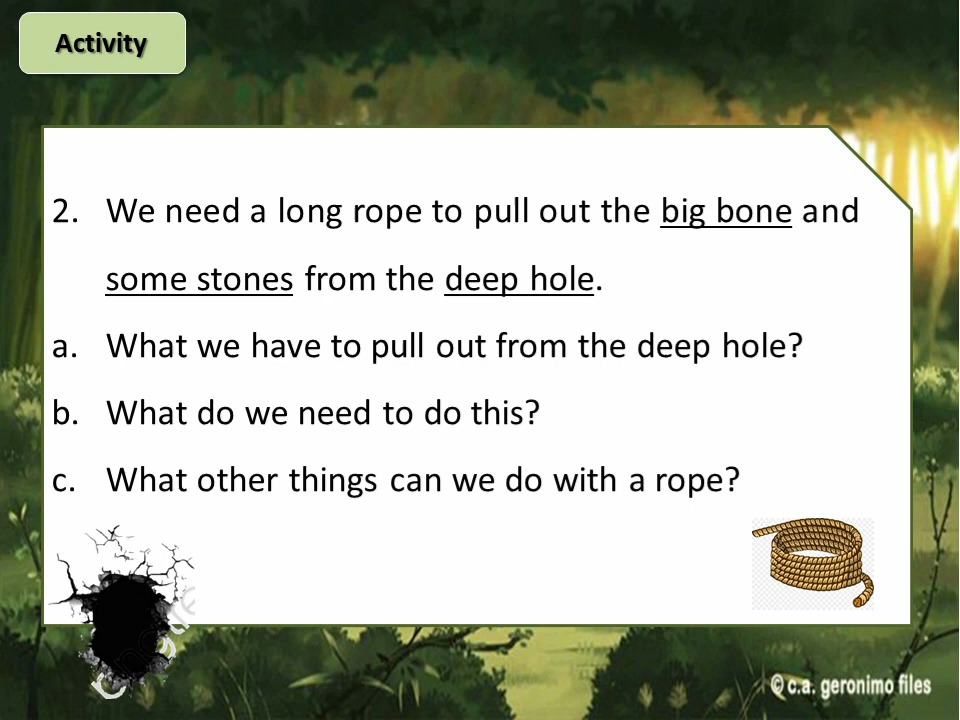 Activity
2. We need a long rope to pull out the big bone and
some stones from the deep hole.
a. What we have to pull out from the deep hole?
b. What do we need to do this?
c. What other things can we do with a rope?
© c.a. geronimo files